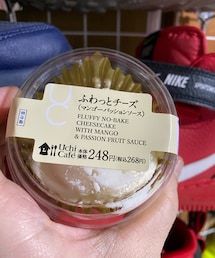 ふわっとチーズ
(マンゴーパッションソース)
FLUFFY NO-BAKE
CHEESECAKE
WITH MANGO
& PASSION FRUIT SAUCE
Uchi Café
本体価格 248円(税込268円)
NIKE